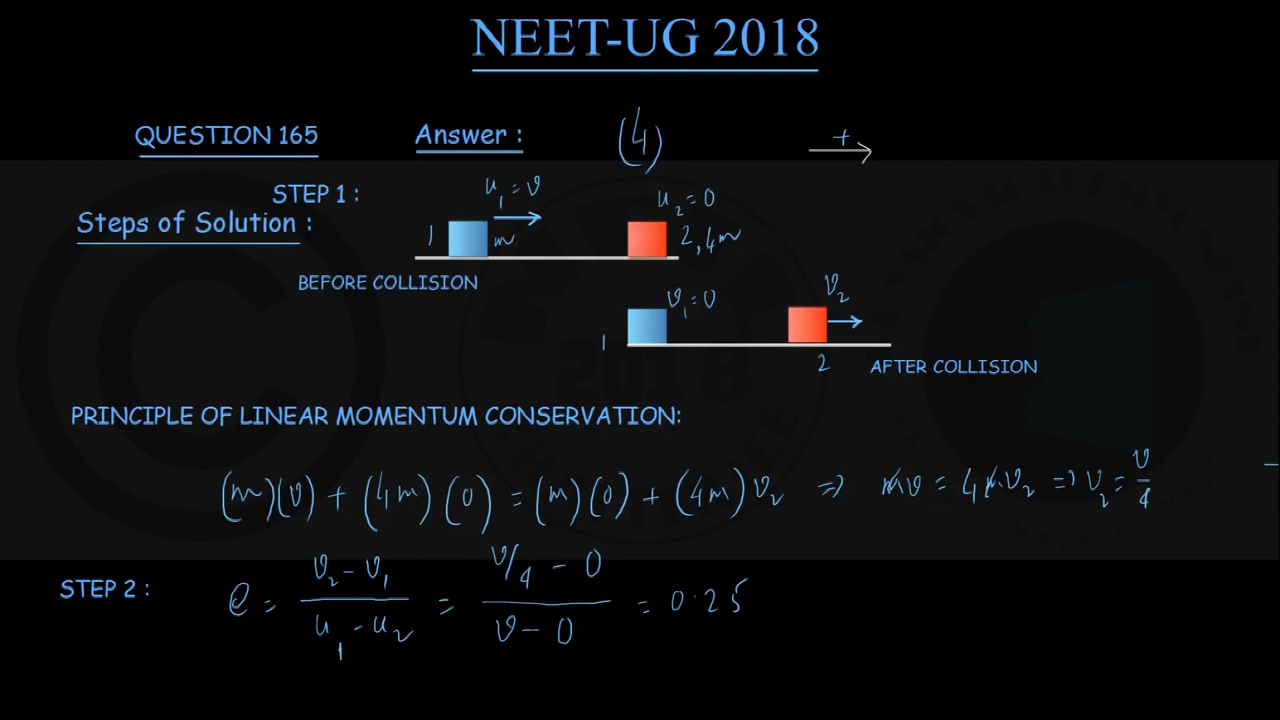 NEET-UG 2018
QUESTION 165 Answer : (4) +
STEP 1 :
Steps of Solution :
u₁ = v u₂ = 0
1 m 2, 4m
BEFORE COLLISION
v₁ = 0 v₂
1 2
AFTER COLLISION
PRINCIPLE OF LINEAR MOMENTUM CONSERVATION:
(m)(v) + (4m)(0) = (m)(0) + (4m)v₂ ⇒ mv = 4mv₂ ⇒ v₂ = v/4
STEP 2 : e = (v₂ - v₁)/(u₁ - u₂) = (v/4 - 0)/(v - 0) = 0.25